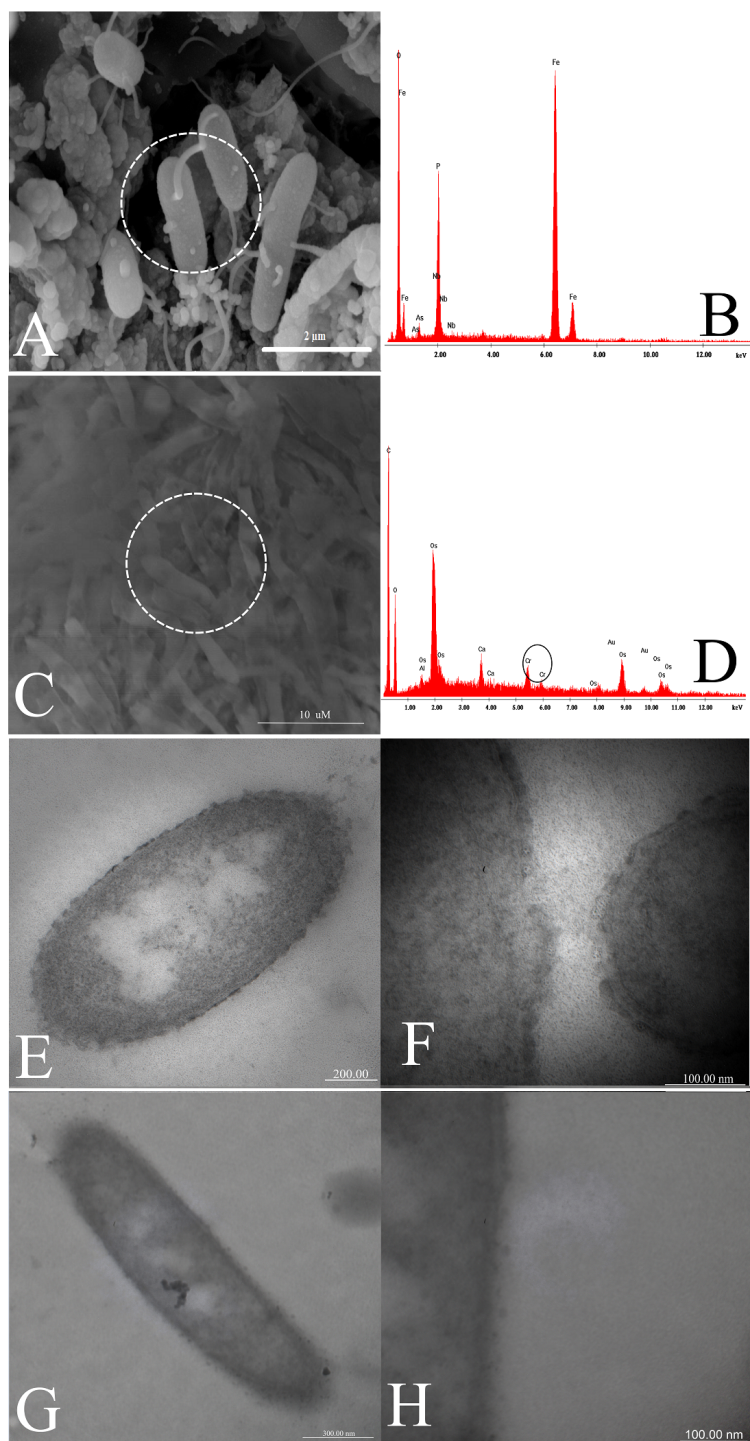 A
2 µm
O
Fe
Fe
P
Nb
Nb
Nb
As
As
Fe
Fe
2.00 4.00 6.00 8.00 10.00 12.00 keV
B
C
10 uM
C
O
Os
Os
Al
Os
Ca
Ca
Cr
Cr
Os
Au
Os
Au
Os
Os
Os
1.00 2.00 3.00 4.00 5.00 6.00 7.00 8.00 9.00 10.00 11.00 12.00 keV
D
E
200.00
F
100.00 nm
G
300.00 nm
H
100.00 nm